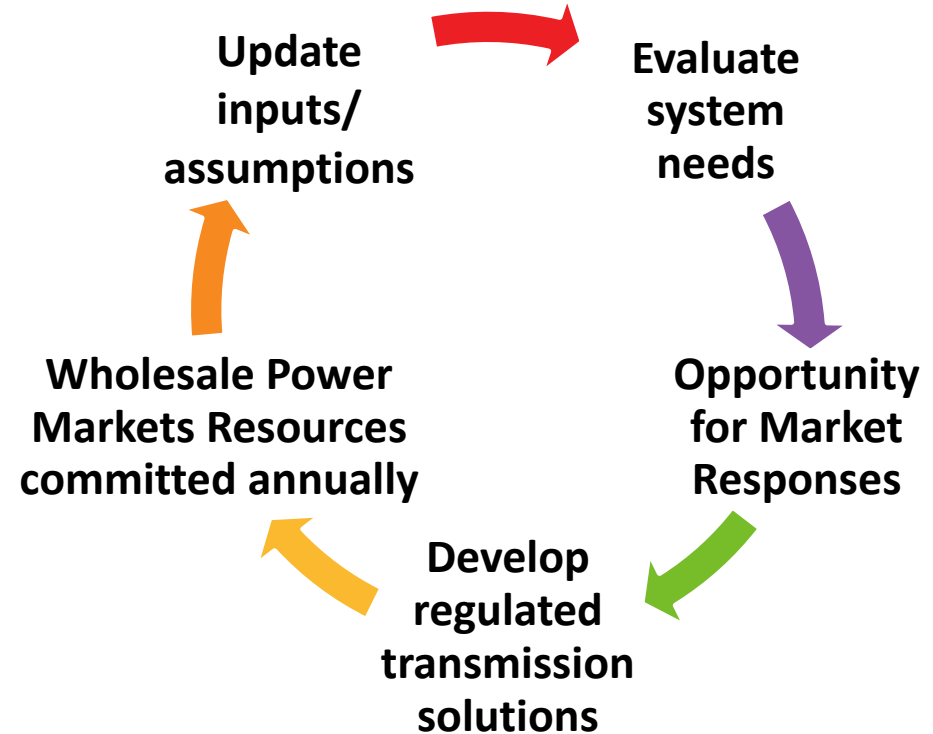 Update
inputs/
assumptions
Evaluate
system
needs
Opportunity
for Market
Responses
Develop
regulated
transmission
solutions
Wholesale Power
Markets Resources
committed annually